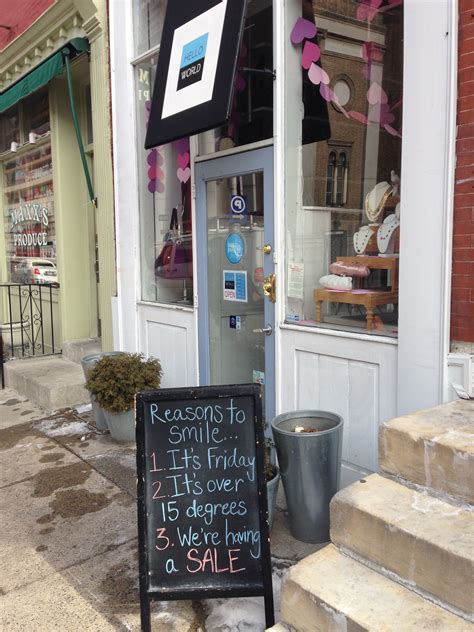 HELLO
WORLD
MANX'S
PRODUCE
P
OPEN
Reasons to
smile...
1. It's Friday
2. It's over
15 degrees
3. We're having
a SALE